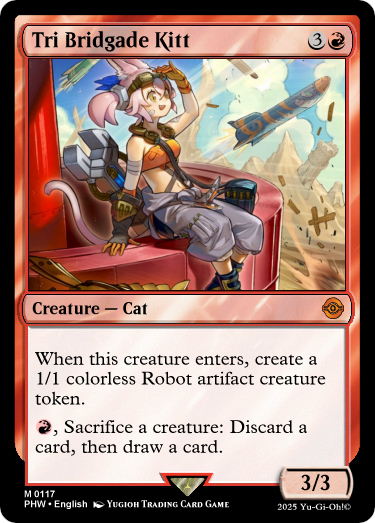 Tri Bridgade Kitt 3
Creature — Cat
When this creature enters, create a
1/1 colorless Robot artifact creature
token.
, Sacrifice a creature: Discard a
card, then draw a card.
3/3
M 0117
PHW • English Yugioh Trading Card Game
2025 Yu-Gi-Oh!©